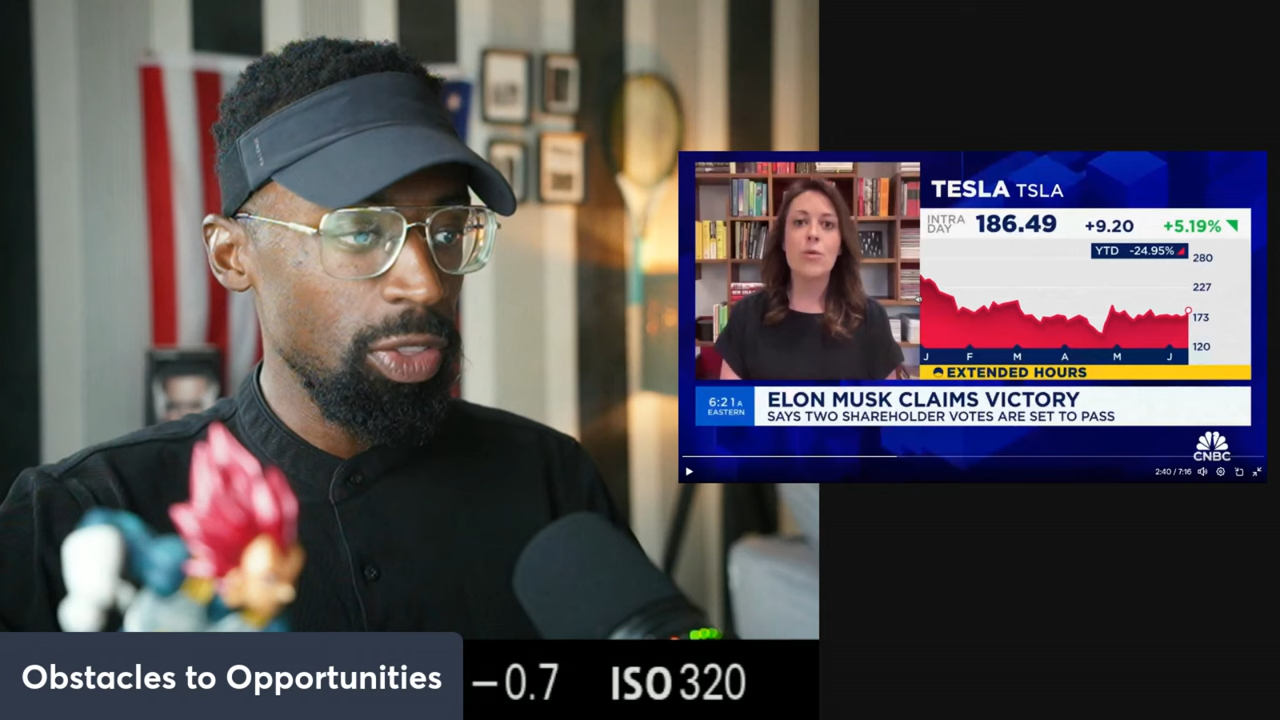 TESLA TSLA
INTRA
DAY
186.49
+9.20
+5.19%
YTD -24.95%
280
227
173
120
J F M A M J
EXTENDED HOURS
6:21 A
EASTERN
ELON MUSK CLAIMS VICTORY
SAYS TWO SHAREHOLDER VOTES ARE SET TO PASS
CNBC
2:40 / 7:16
Obstacles to Opportunities
−0.7 ISO 320